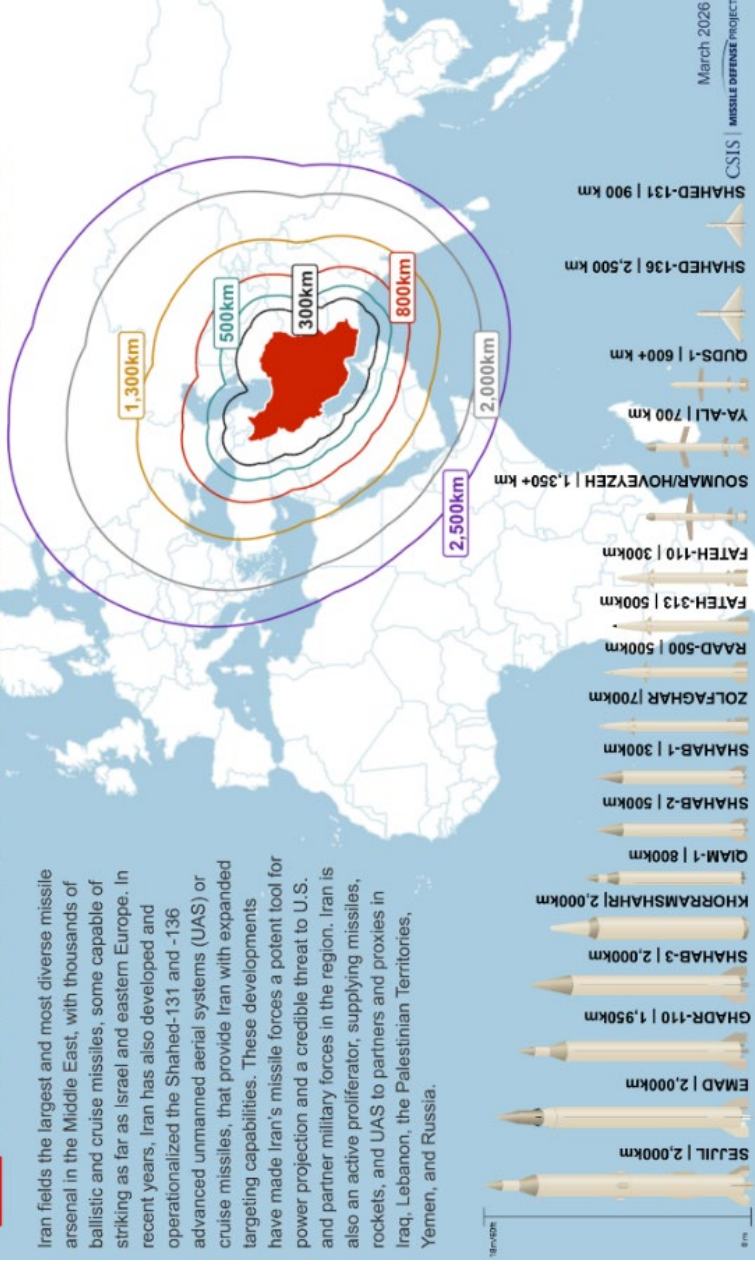 Iran fields the largest and most diverse missile
arsenal in the Middle East, with thousands of
ballistic and cruise missiles, some capable of
striking as far as Israel and eastern Europe. In
recent years, Iran has also developed and
operationalized the Shahed-131 and -136
advanced unmanned aerial systems (UAS) or
cruise missiles, that provide Iran with expanded
targeting capabilities. These developments
have made Iran's missile forces a potent tool for
power projection and a credible threat to U.S.
and partner military forces in the region. Iran is
also an active proliferator, supplying missiles,
rockets, and UAS to partners and proxies in
Iraq, Lebanon, the Palestinian Territories,
Yemen, and Russia.
1,300km
500km
300km
800km
2,000km
2,500km
SEJJIL | 2,000km
EMAD | 2,000km
GHADR-110 | 1,950km
SHAHAB-3 | 2,000km
KHORRAMSHAHR| 2,000km
QIAM-1 | 800km
SHAHAB-2 | 500km
SHAHAB-1 | 300km
ZOLFAGHAR |700km
RAAD-500 | 500km
FATEH-313 | 500km
FATEH-110 | 300km
SOUMAR/HOVEYZEH | 1,350+ km
YA-ALI | 700 km
QUDS-1 | 600+ km
SHAHED-136 | 2,500 km
SHAHED-131 | 900 km
0 m
March 2026
CSIS | MISSILE DEFENSE PROJECT